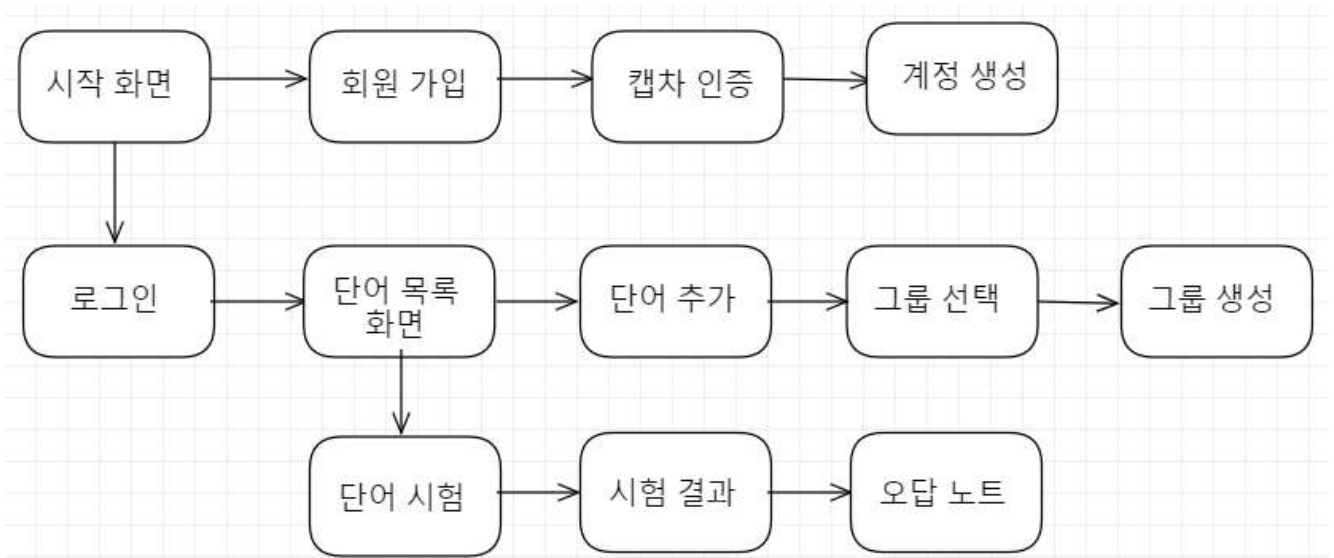 시작 화면
회원 가입
캡차 인증
계정 생성
로그인
단어 목록
화면
단어 추가
그룹 선택
그룹 생성
단어 시험
시험 결과
오답 노트